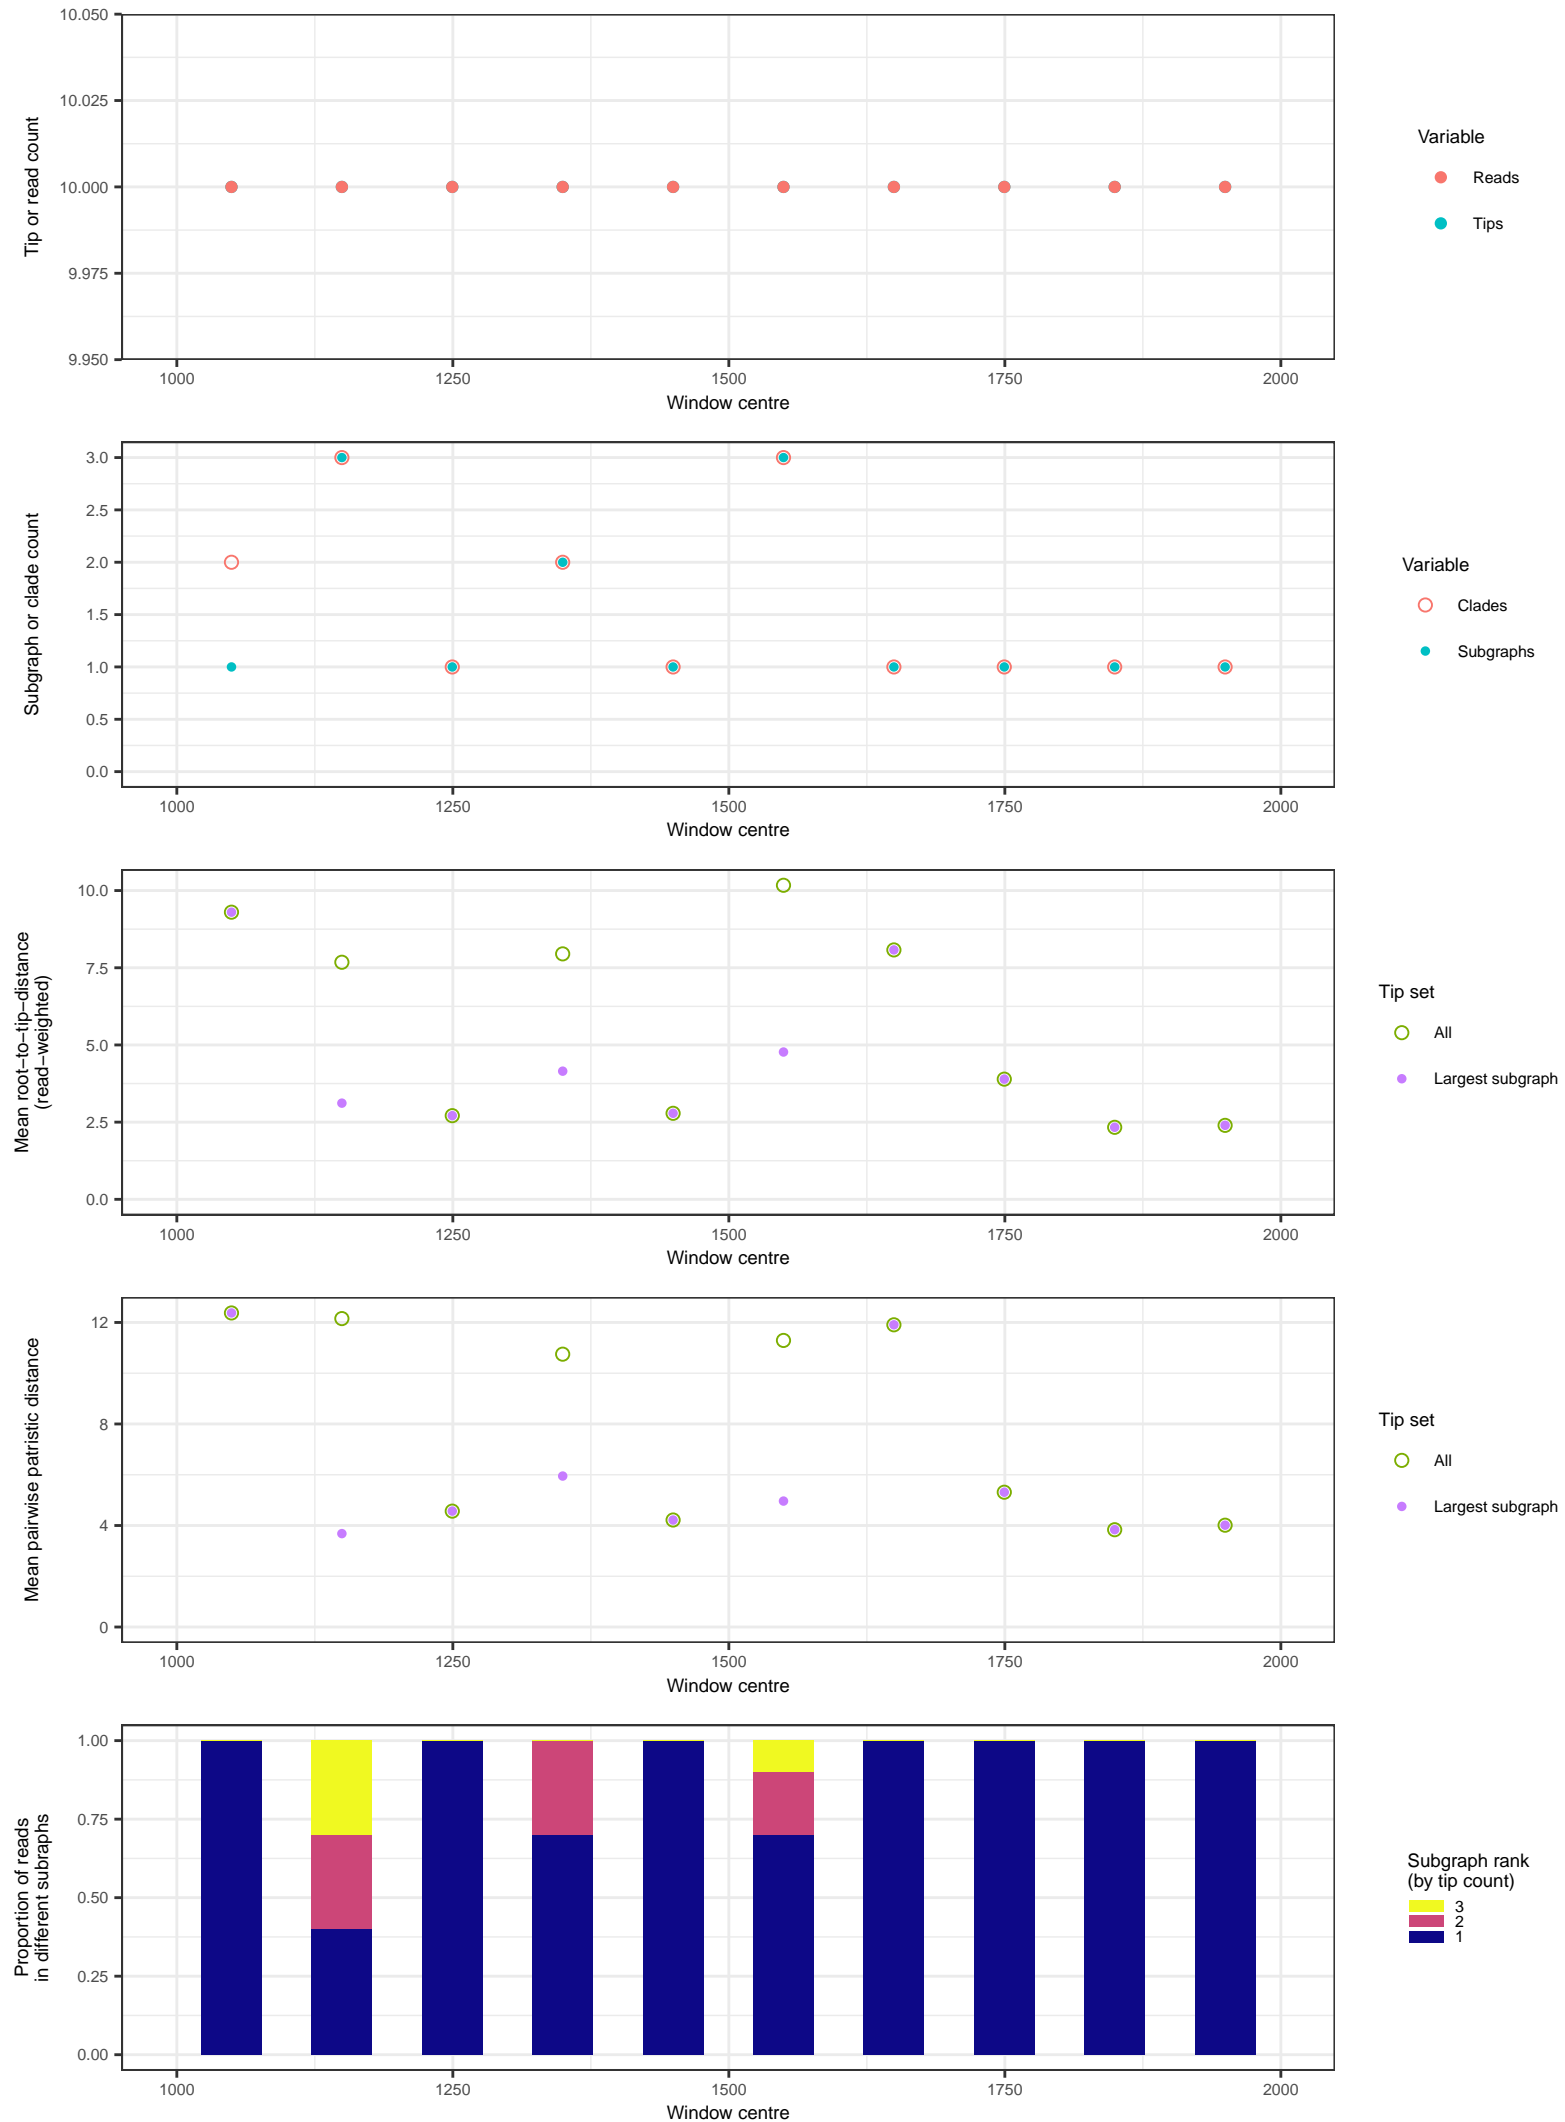 10.050
10.025
10.000
9.975
9.950
Tip or read count
1000 1250 1500 1750 2000
Window centre
Variable
Reads
Tips
3.0
2.5
2.0
1.5
1.0
0.5
0.0
Subgraph or clade count
1000 1250 1500 1750 2000
Window centre
Variable
Clades
Subgraphs
10.0
7.5
5.0
2.5
0.0
Mean root−to−tip−distance
(read−weighted)
1000 1250 1500 1750 2000
Window centre
Tip set
All
Largest subgraph
12
8
4
0
Mean pairwise patristic distance
1000 1250 1500 1750 2000
Window centre
Tip set
All
Largest subgraph
1.00
0.75
0.50
0.25
0.00
Proportion of reads
in different subraphs
1000 1250 1500 1750 2000
Window centre
Subgraph rank
(by tip count)
3
2
1